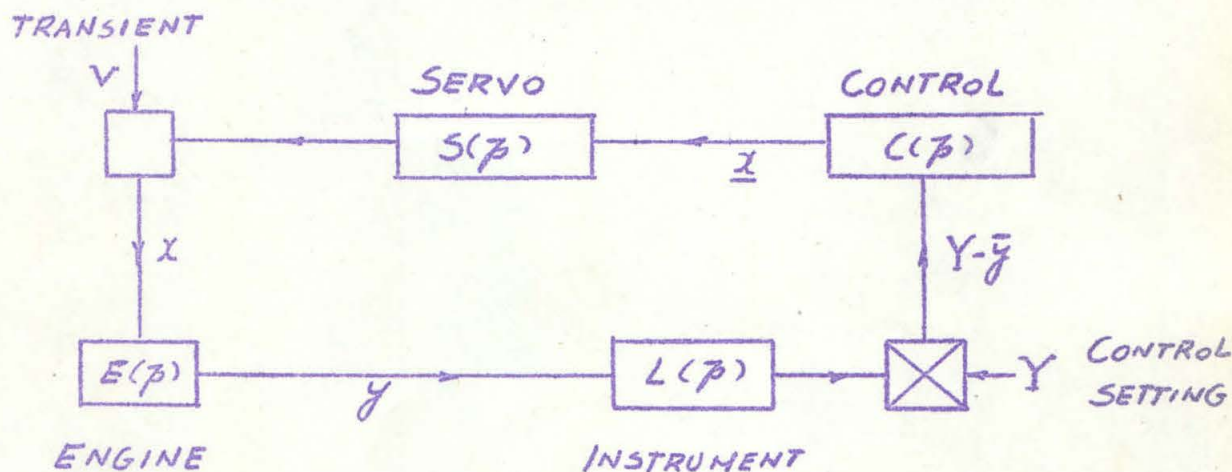 TRANSIENT
V
SERVO
S(p)
CONTROL
C(p)
x
x
Y-ȳ
E(p)
y
L(p)
Y
CONTROL
SETTING
ENGINE
INSTRUMENT